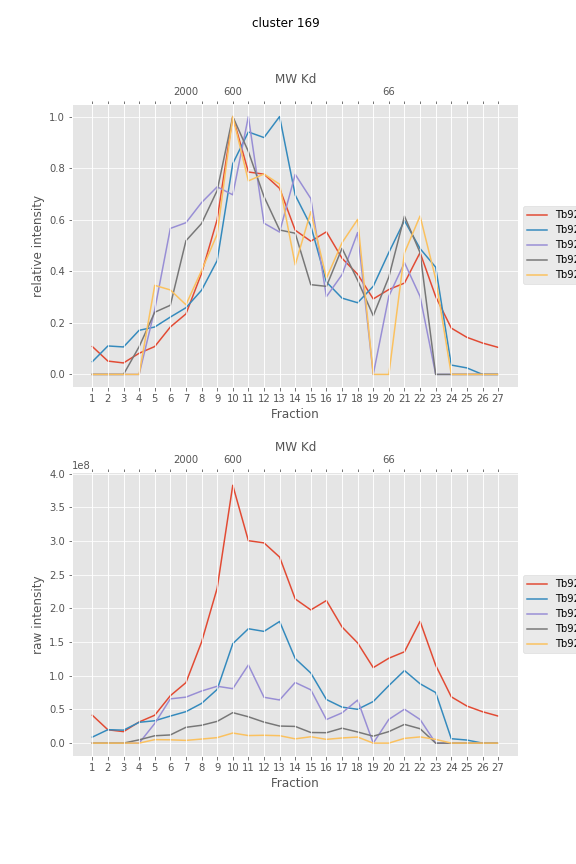 cluster 169
MW Kd
2000 600 66
1.0
0.8
0.6
0.4
0.2
0.0
relative intensity
Tb92
Tb92
Tb92
Tb92
Tb92
1 2 3 4 5 6 7 8 9 10 11 12 13 14 15 16 17 18 19 20 21 22 23 24 25 26 27
Fraction
MW Kd
2000 600 66
1e8
4.0
3.5
3.0
2.5
2.0
1.5
1.0
0.5
0.0
raw intensity
Tb92
Tb92
Tb92
Tb92
Tb92
1 2 3 4 5 6 7 8 9 10 11 12 13 14 15 16 17 18 19 20 21 22 23 24 25 26 27
Fraction